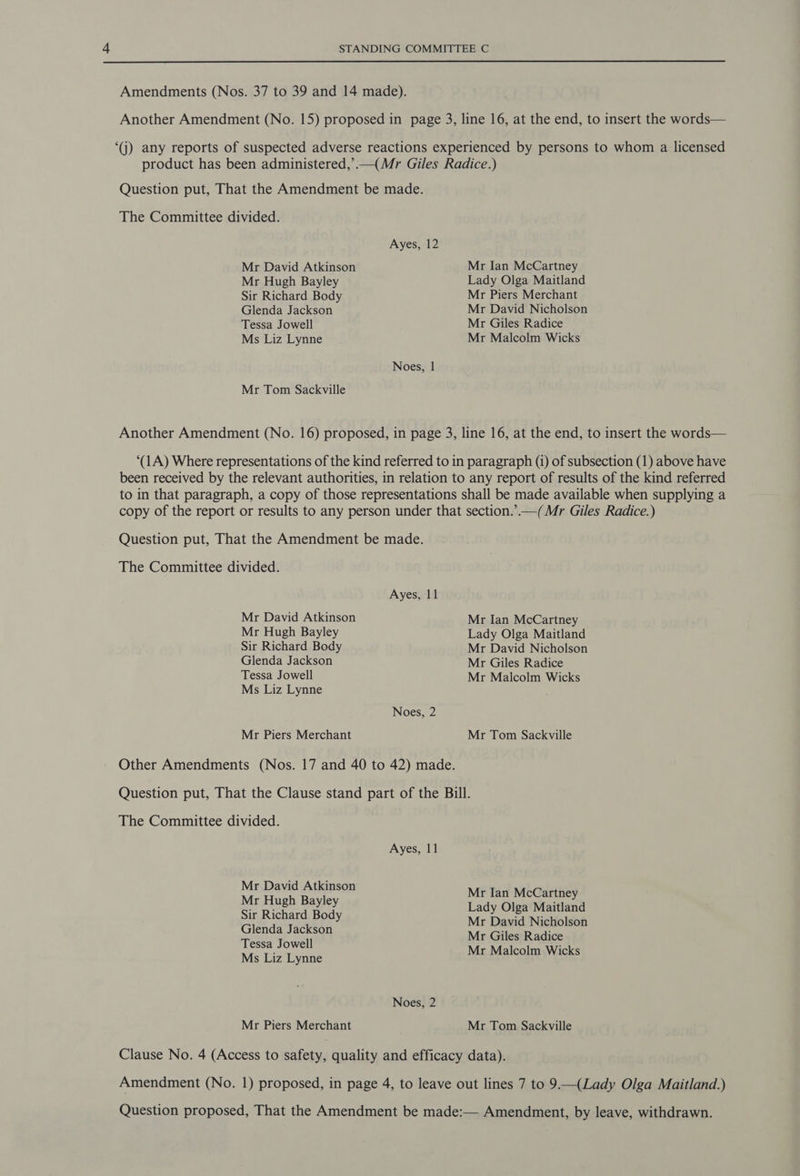 4 STANDING COMMITTEE C
Amendments (Nos. 37 to 39 and 14 made).
Another Amendment (No. 15) proposed in page 3, line 16, at the end, to insert the words—
‘(j) any reports of suspected adverse reactions experienced by persons to whom a licensed
product has been administered,’.—(Mr Giles Radice.)
Question put, That the Amendment be made.
The Committee divided.
Ayes, 12
Mr David Atkinson Mr Ian McCartney
Mr Hugh Bayley Lady Olga Maitland
Sir Richard Body Mr Piers Merchant
Glenda Jackson Mr David Nicholson
Tessa Jowell Mr Giles Radice
Ms Liz Lynne Mr Malcolm Wicks
Noes, 1
Mr Tom Sackville
Another Amendment (No. 16) proposed, in page 3, line 16, at the end, to insert the words—
‘(1A) Where representations of the kind referred to in paragraph (i) of subsection (1) above have
been received by the relevant authorities, in relation to any report of results of the kind referred
to in that paragraph, a copy of those representations shall be made available when supplying a
copy of the report or results to any person under that section.’.—(Mr Giles Radice.)
Question put, That the Amendment be made.
The Committee divided.
Ayes, 11
Mr David Atkinson Mr Ian McCartney
Mr Hugh Bayley Lady Olga Maitland
Sir Richard Body Mr David Nicholson
Glenda Jackson Mr Giles Radice
Tessa Jowell Mr Malcolm Wicks
Ms Liz Lynne
Noes, 2
Mr Piers Merchant Mr Tom Sackville
Other Amendments (Nos. 17 and 40 to 42) made.
Question put, That the Clause stand part of the Bill.
The Committee divided.
Ayes, 11
Mr David Atkinson Mr Ian McCartney
Mr Hugh Bayley Lady Olga Maitland
Sir Richard Body Mr David Nicholson
Glenda Jackson Mr Giles Radice
Tessa Jowell Mr Malcolm Wicks
Ms Liz Lynne
Noes, 2
Mr Piers Merchant Mr Tom Sackville
Clause No. 4 (Access to safety, quality and efficacy data).
Amendment (No. 1) proposed, in page 4, to leave out lines 7 to 9.—(Lady Olga Maitland.)
Question proposed, That the Amendment be made:— Amendment, by leave, withdrawn.